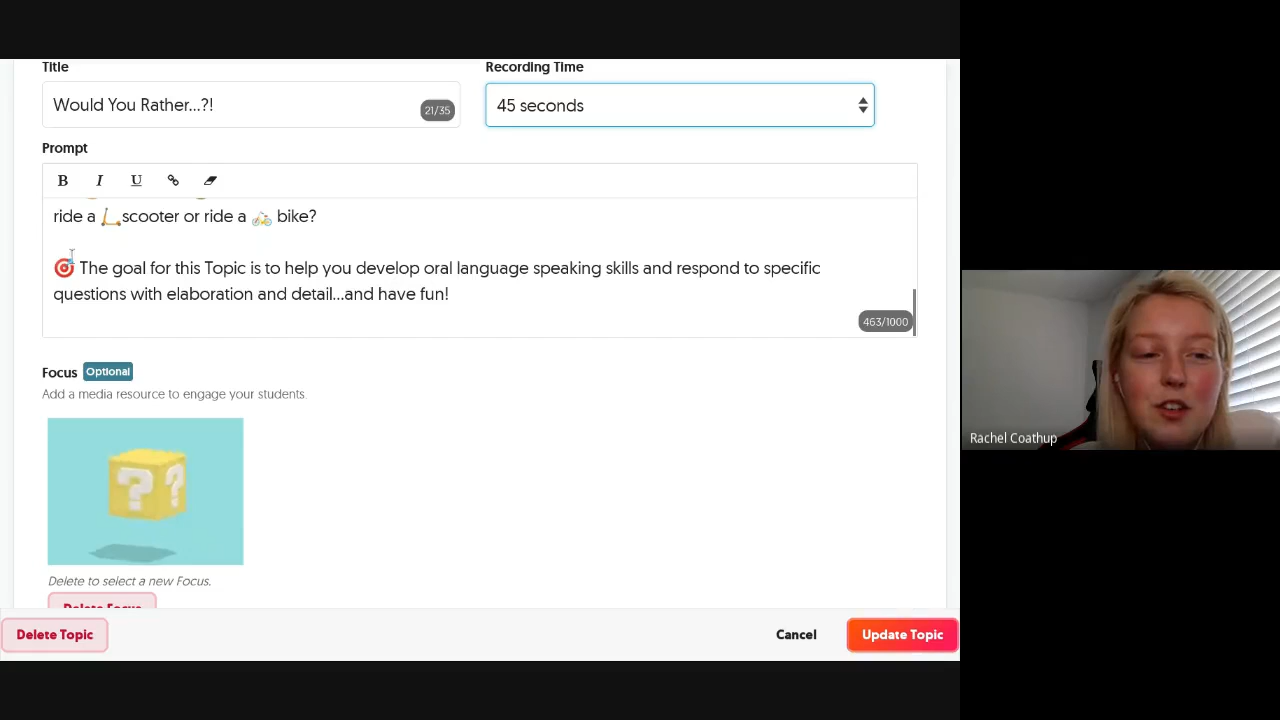 Title
Recording Time
Would You Rather...?!
21/35
45 seconds
Prompt
B I U
ride a 🛴scooter or ride a 🚲 bike?
🎯 The goal for this Topic is to help you develop oral language speaking skills and respond to specific
questions with elaboration and detail...and have fun!
463/1000
Focus Optional
Add a media resource to engage your students.
? ?
Delete to select a new Focus.
Delete Focus
Delete Topic
Cancel
Update Topic
Rachel Coathup